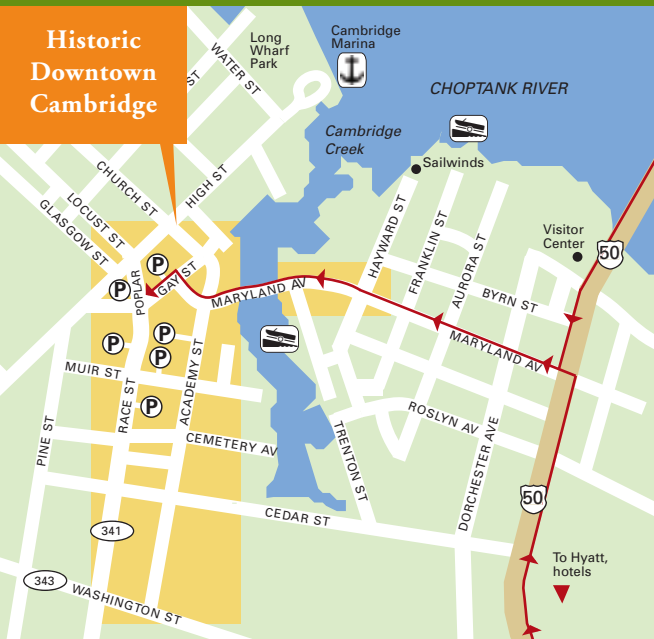 Historic
Downtown
Cambridge
Long
Wharf
Park
Cambridge
Marina
CHOPTANK RIVER
WATER ST
ST
Cambridge
Creek
Sailwinds
CHURCH ST
HIGH ST
LOCUST ST
GLASGOW ST
HAYWARD ST
FRANKLIN ST
AURORA ST
Visitor
Center
50
P
P
POPLAR
GAY ST
MARYLAND AV
BYRN ST
MARYLAND AV
P
P
P
MUIR ST
P
RACE ST
ACADEMY ST
PINE ST
CEMETERY AV
TRENTON ST
ROSLYN AV
DORCHESTER AVE
50
CEDAR ST
341
343
WASHINGTON ST
To Hyatt,
hotels